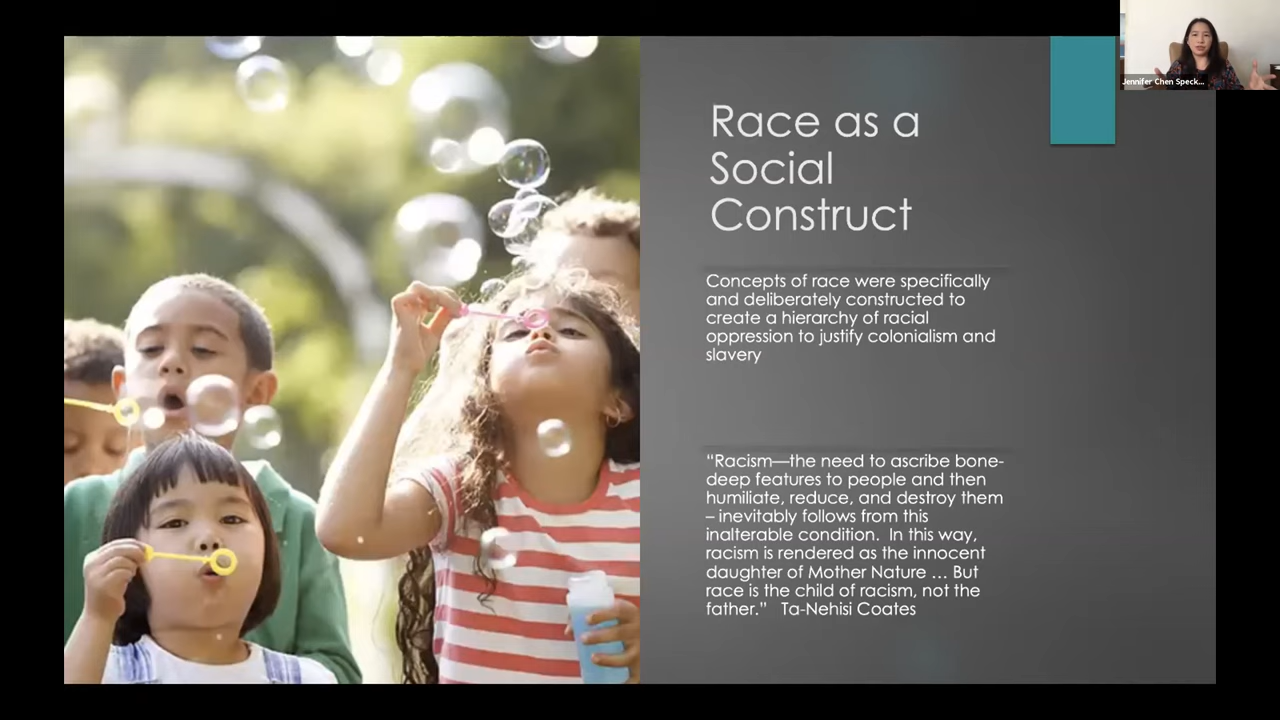 Jennifer Chen Speck...
Race as a
Social
Construct
Concepts of race were specifically
and deliberately constructed to
create a hierarchy of racial
oppression to justify colonialism and
slavery
“Racism—the need to ascribe bone-
deep features to people and then
humiliate, reduce, and destroy them
– inevitably follows from this
inalterable condition.  In this way,
racism is rendered as the innocent
daughter of Mother Nature … But
race is the child of racism, not the
father.”   Ta-Nehisi Coates